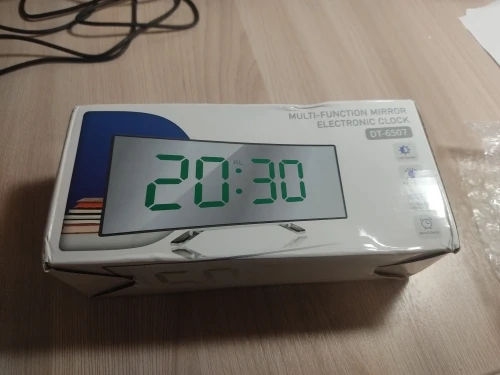 MULTI-FUNCTION MIRROR
ELECTRONIC CLOCK
DT-6507
20:30